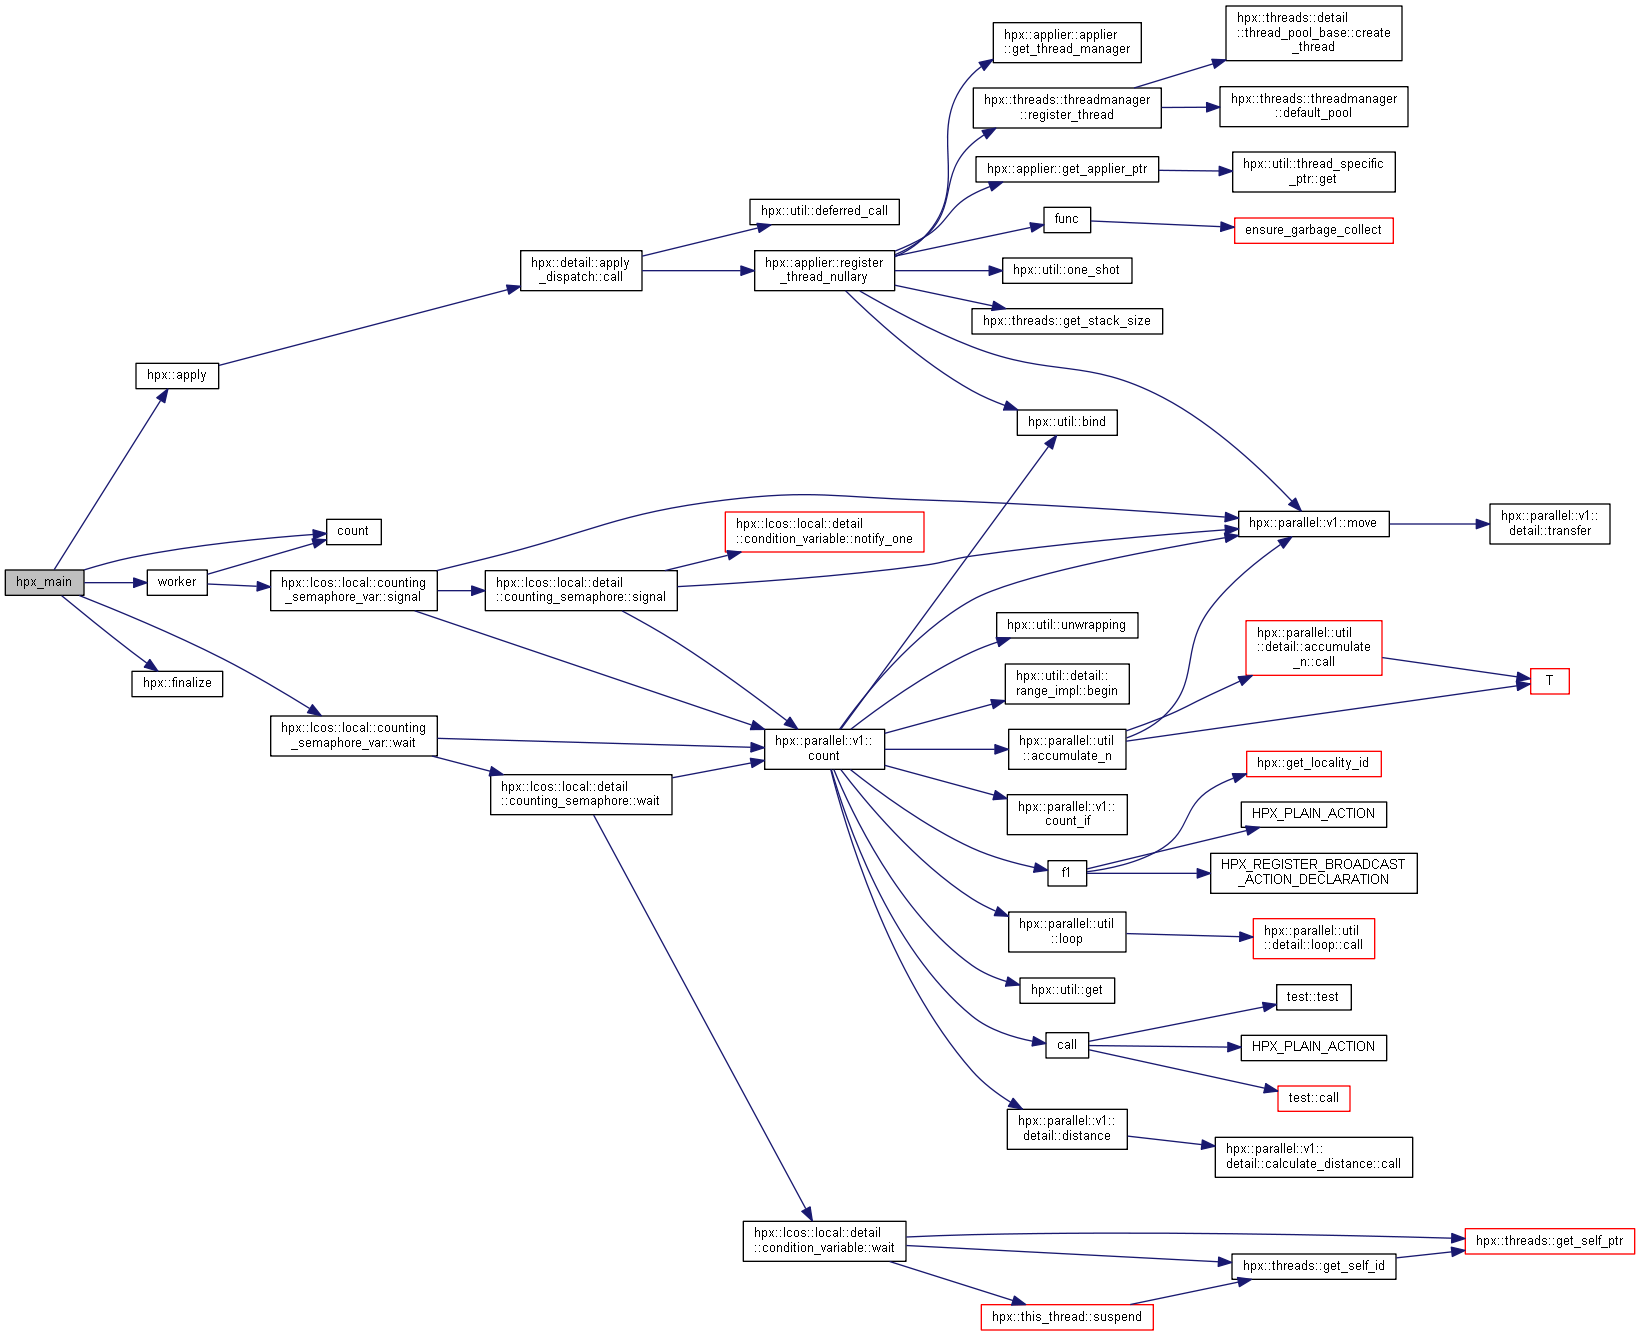 hpx_main
hpx::apply
hpx::detail::apply
_dispatch::call
hpx::util::deferred_call
hpx::applier::register
_thread_nullary
hpx::applier::applier
::get_thread_manager
hpx::threads::threadmanager
::register_thread
hpx::threads::detail
::thread_pool_base::create
_thread
hpx::threads::threadmanager
::default_pool
hpx::applier::get_applier_ptr
hpx::util::thread_specific
_ptr::get
func
ensure_garbage_collect
hpx::util::one_shot
hpx::threads::get_stack_size
hpx::util::bind
hpx::parallel::v1::move
hpx::parallel::v1::
detail::transfer
count
worker
hpx::lcos::local::counting
_semaphore_var::signal
hpx::lcos::local::detail
::counting_semaphore::signal
hpx::lcos::local::detail
::condition_variable::notify_one
hpx::finalize
hpx::lcos::local::counting
_semaphore_var::wait
hpx::lcos::local::detail
::counting_semaphore::wait
hpx::parallel::v1::
count
hpx::util::unwrapping
hpx::util::detail::
range_impl::begin
hpx::parallel::util
::accumulate_n
hpx::parallel::util
::detail::accumulate
_n::call
T
hpx::parallel::v1::
count_if
f1
hpx::get_locality_id
HPX_PLAIN_ACTION
HPX_REGISTER_BROADCAST
_ACTION_DECLARATION
hpx::parallel::util
::loop
hpx::parallel::util
::detail::loop::call
hpx::util::get
call
test::test
HPX_PLAIN_ACTION
test::call
hpx::parallel::v1::
detail::distance
hpx::parallel::v1::
detail::calculate_distance::call
hpx::lcos::local::detail
::condition_variable::wait
hpx::threads::get_self_ptr
hpx::threads::get_self_id
hpx::this_thread::suspend